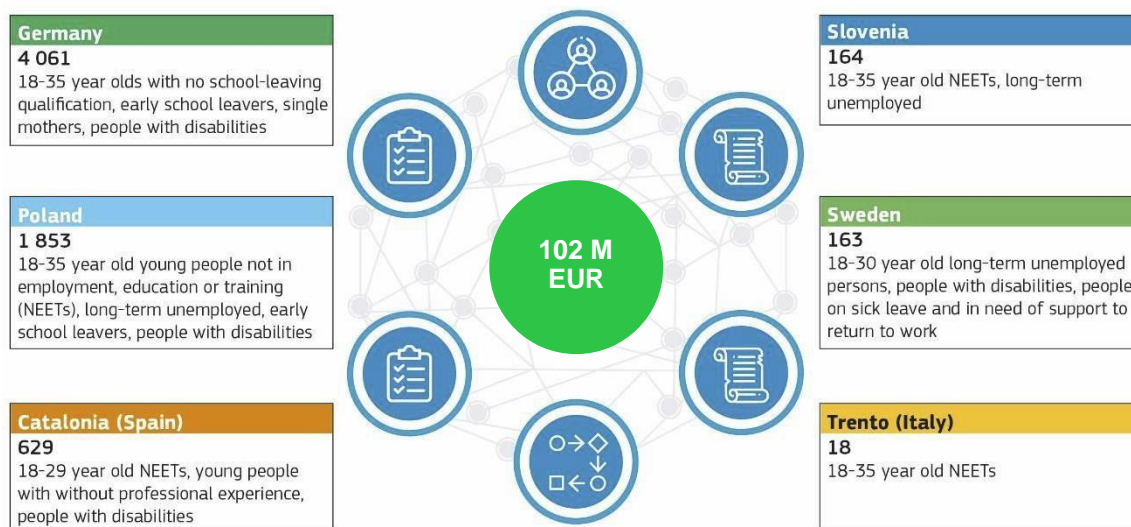 Germany
4 061
18-35 year olds with no school-leaving
qualification, early school leavers, single
mothers, people with disabilities
Poland
1 853
18-35 year old young people not in
employment, education or training
(NEETs), long-term unemployed, early
school leavers, people with disabilities
Catalonia (Spain)
629
18-29 year old NEETs, young people
with without professional experience,
people with disabilities
102 M
EUR
Slovenia
164
18-35 year old NEETs, long-term
unemployed
Sweden
163
18-30 year old long-term unemployed
persons, people with disabilities, people
on sick leave and in need of support to
return to work
Trento (Italy)
18
18-35 year old NEETs